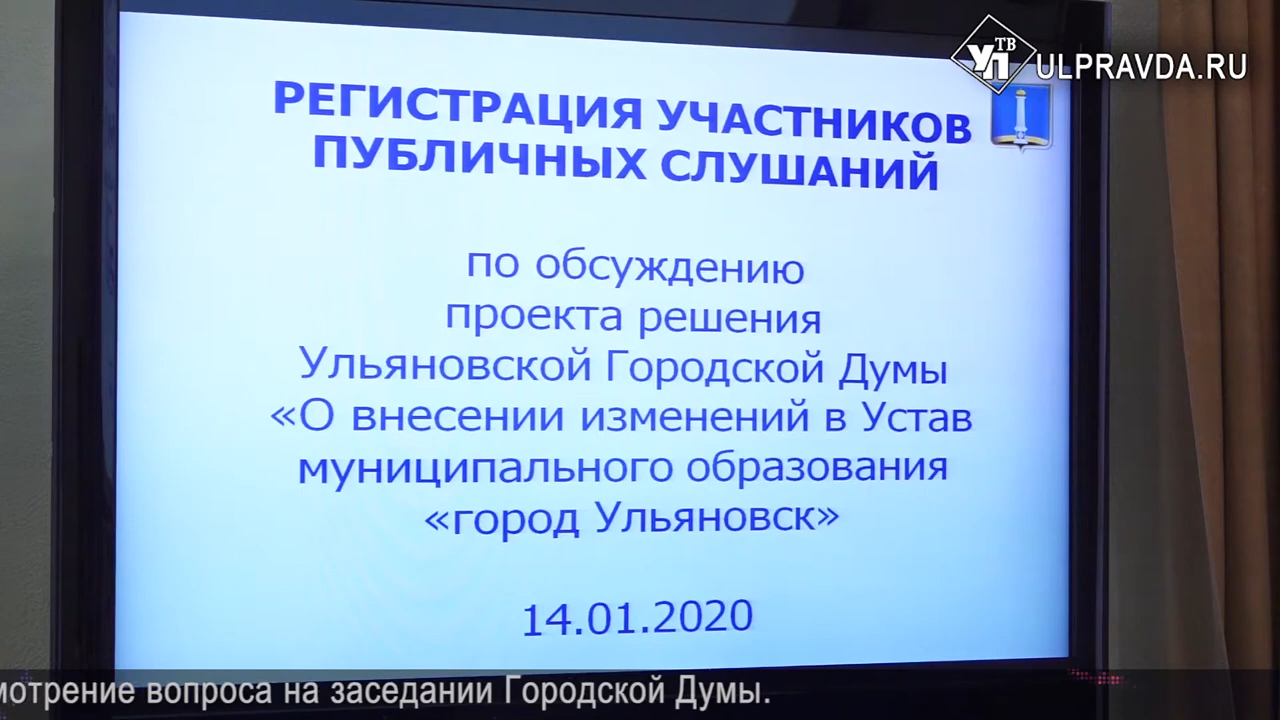 УП ТВ
ULPRAVDA.RU
РЕГИСТРАЦИЯ УЧАСТНИКОВ
ПУБЛИЧНЫХ СЛУШАНИЙ
по обсуждению
проекта решения
Ульяновской Городской Думы
«О внесении изменений в Устав
муниципального образования
«город Ульяновск»
14.01.2020
мотрение вопроса на заседании Городской Думы.